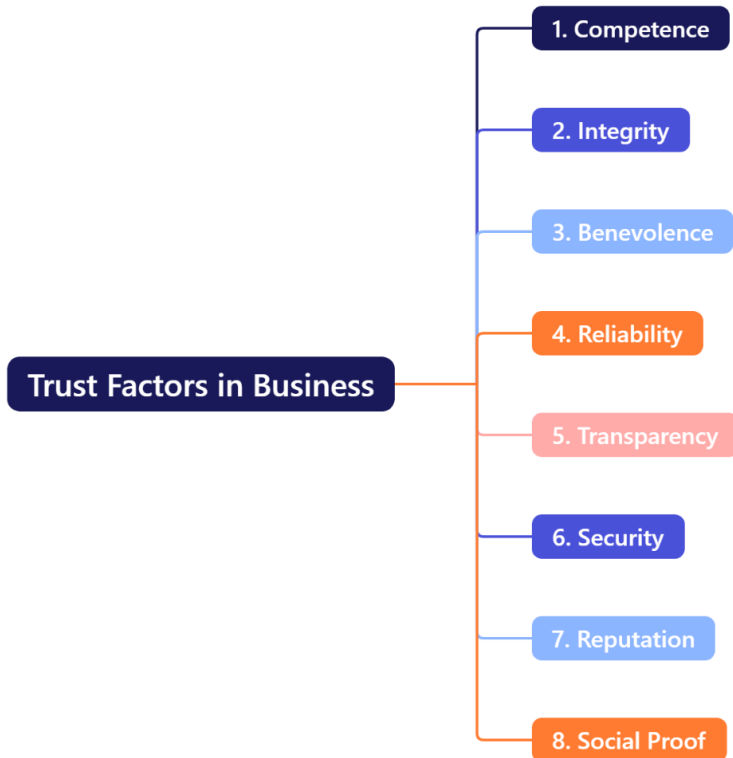 Trust Factors in Business
1. Competence
2. Integrity
3. Benevolence
4. Reliability
5. Transparency
6. Security
7. Reputation
8. Social Proof